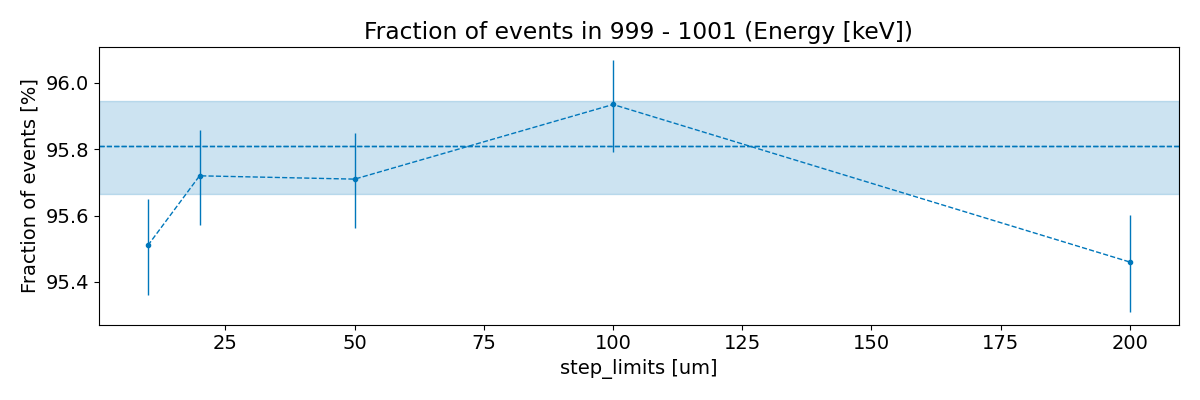 Fraction of events in 999 - 1001 (Energy [keV])
Fraction of events [%]
96.0
95.8
95.6
95.4
25 50 75 100 125 150 175 200
step_limits [um]